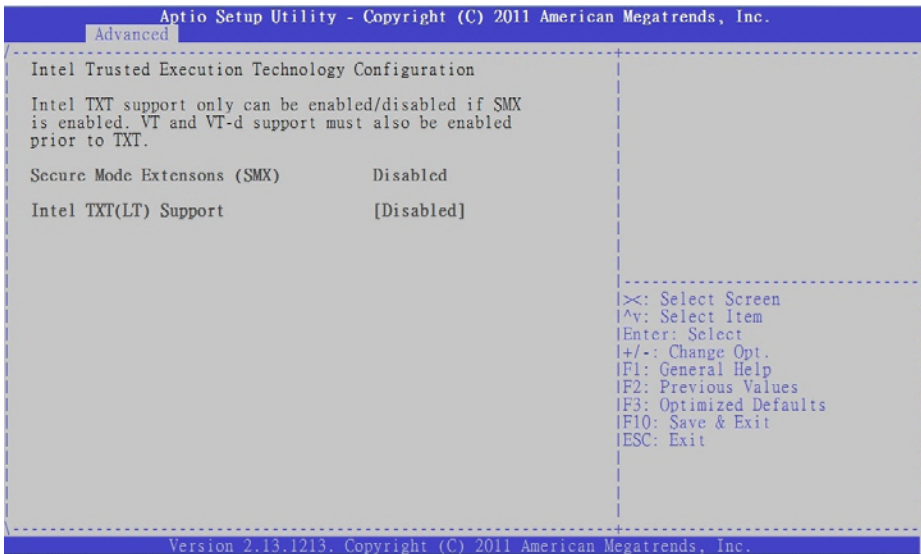 Aptio Setup Utility - Copyright (C) 2011 American Megatrends, Inc.
Advanced
Intel Trusted Execution Technology Configuration
Intel TXT support only can be enabled/disabled if SMX
is enabled. VT and VT-d support must also be enabled
prior to TXT.
Secure Mode Extensons (SMX) Disabled
Intel TXT(LT) Support [Disabled]
><: Select Screen
^v: Select Item
Enter: Select
+/-: Change Opt.
F1: General Help
F2: Previous Values
F3: Optimized Defaults
F10: Save & Exit
ESC: Exit
Version 2.13.1213. Copyright (C) 2011 American Megatrends, Inc.